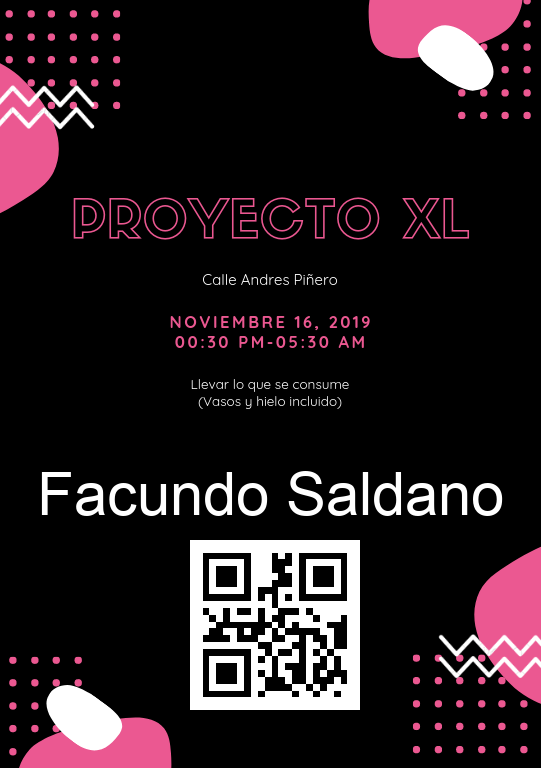 PROYECTO XL
Calle Andres Piñero
NOVIEMBRE 16, 2019
00:30 PM-05:30 AM
Llevar lo que se consume
(Vasos y hielo incluido)
Facundo Saldano